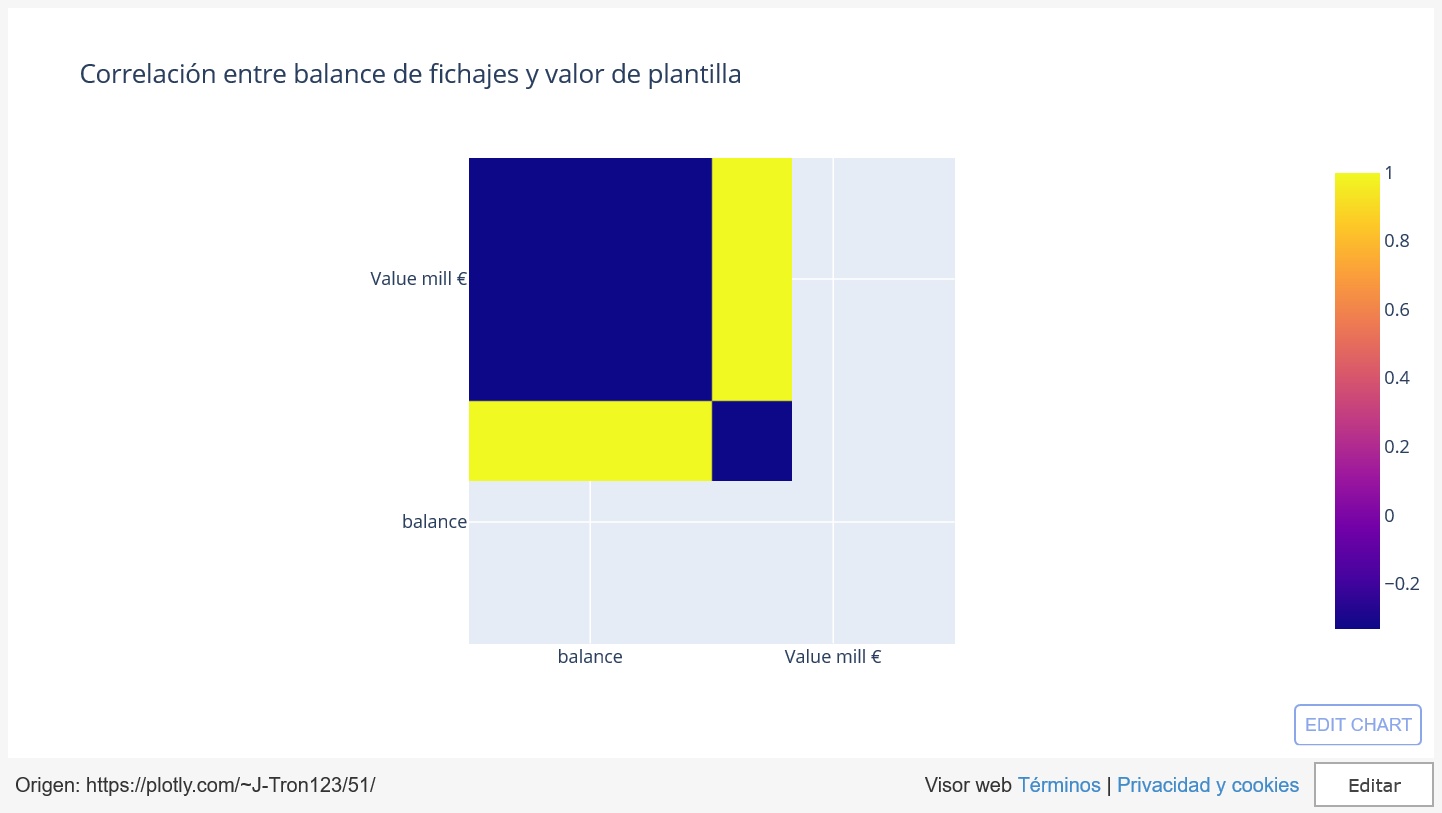 Correlación entre balance de fichajes y valor de plantilla
Value mill €
balance
balance
Value mill €
1
0.8
0.6
0.4
0.2
0
−0.2
EDIT CHART
Origen: https://plotly.com/~J-Tron123/51/
Visor web Términos | Privacidad y cookies
Editar